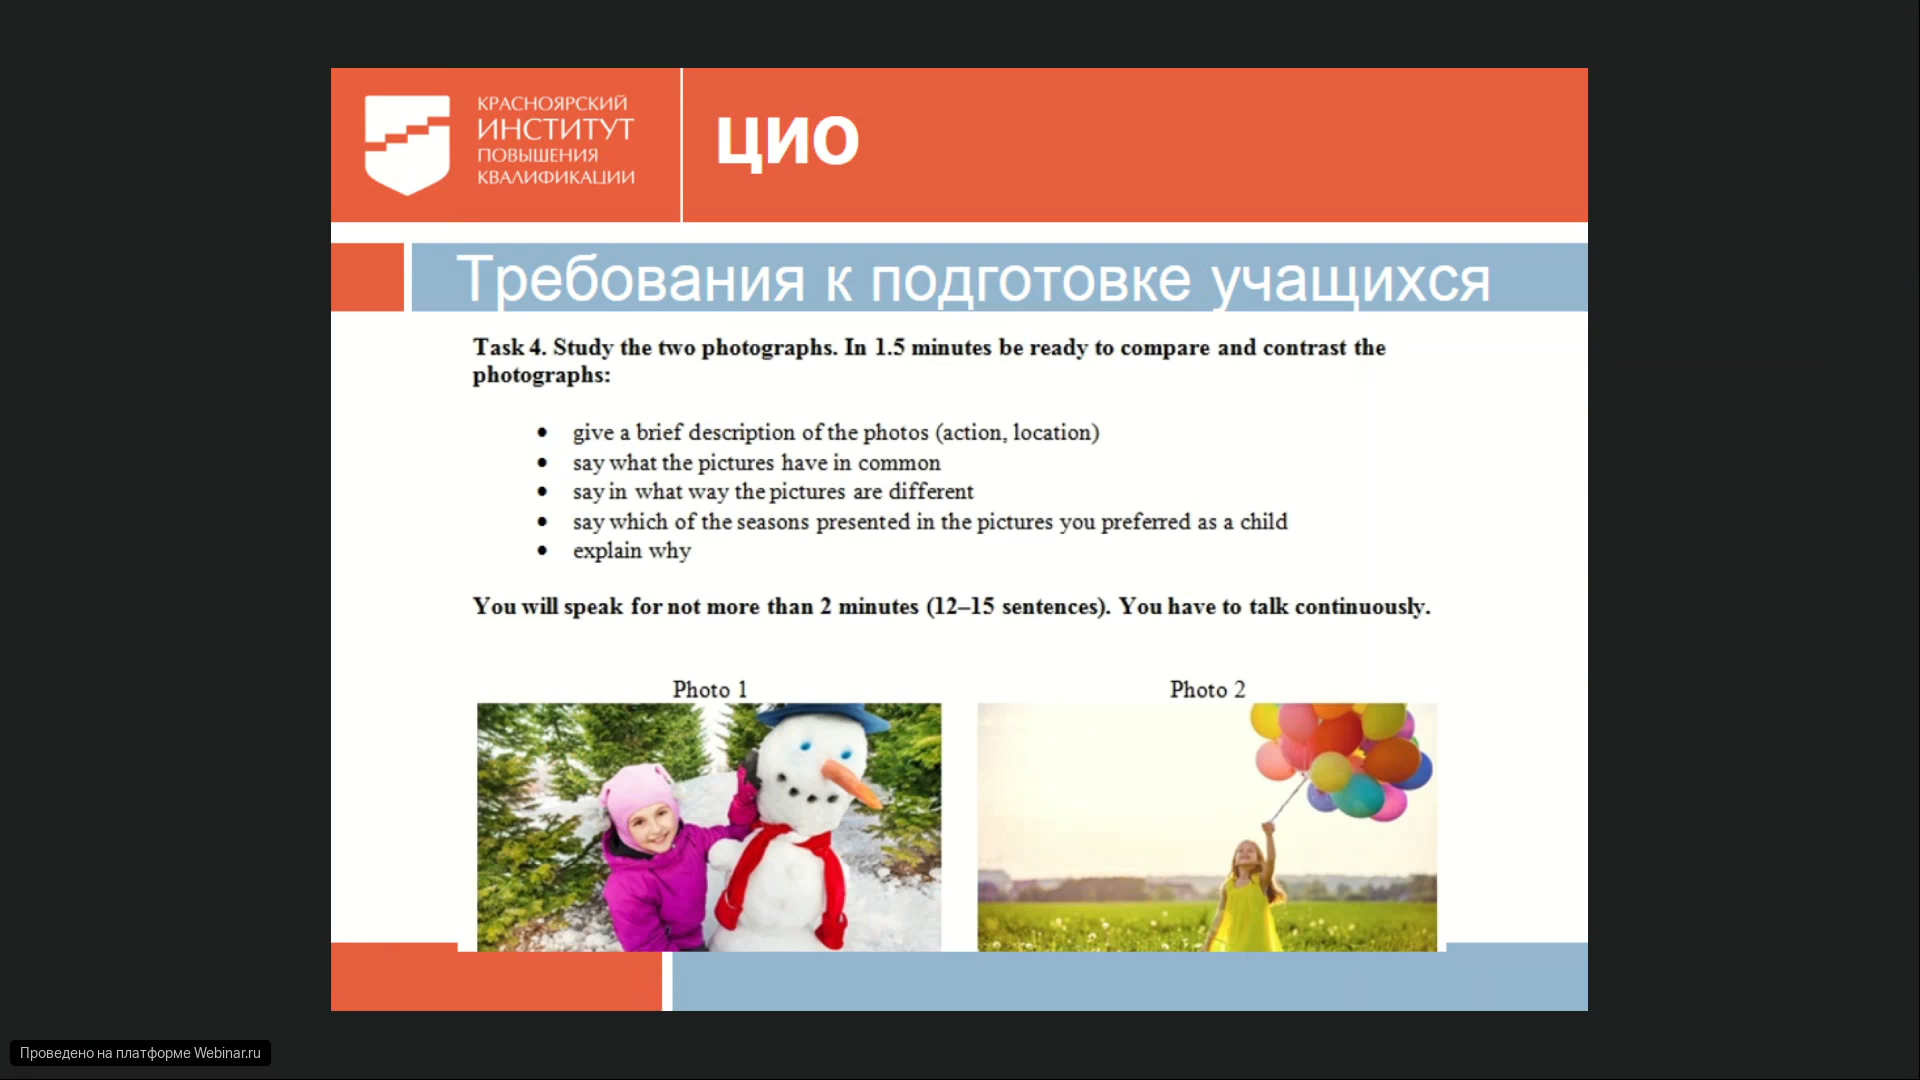 КРАСНОЯРСКИЙ
ИНСТИТУТ
ПОВЫШЕНИЯ
КВАЛИФИКАЦИИ
ЦИО
Требования к подготовке учащихся
Task 4. Study the two photographs. In 1.5 minutes be ready to compare and contrast the
photographs:
• give a brief description of the photos (action, location)
• say what the pictures have in common
• say in what way the pictures are different
• say which of the seasons presented in the pictures you preferred as a child
• explain why
You will speak for not more than 2 minutes (12–15 sentences). You have to talk continuously.
Photo 1
Photo 2
Проведено на платформе Webinar.ru